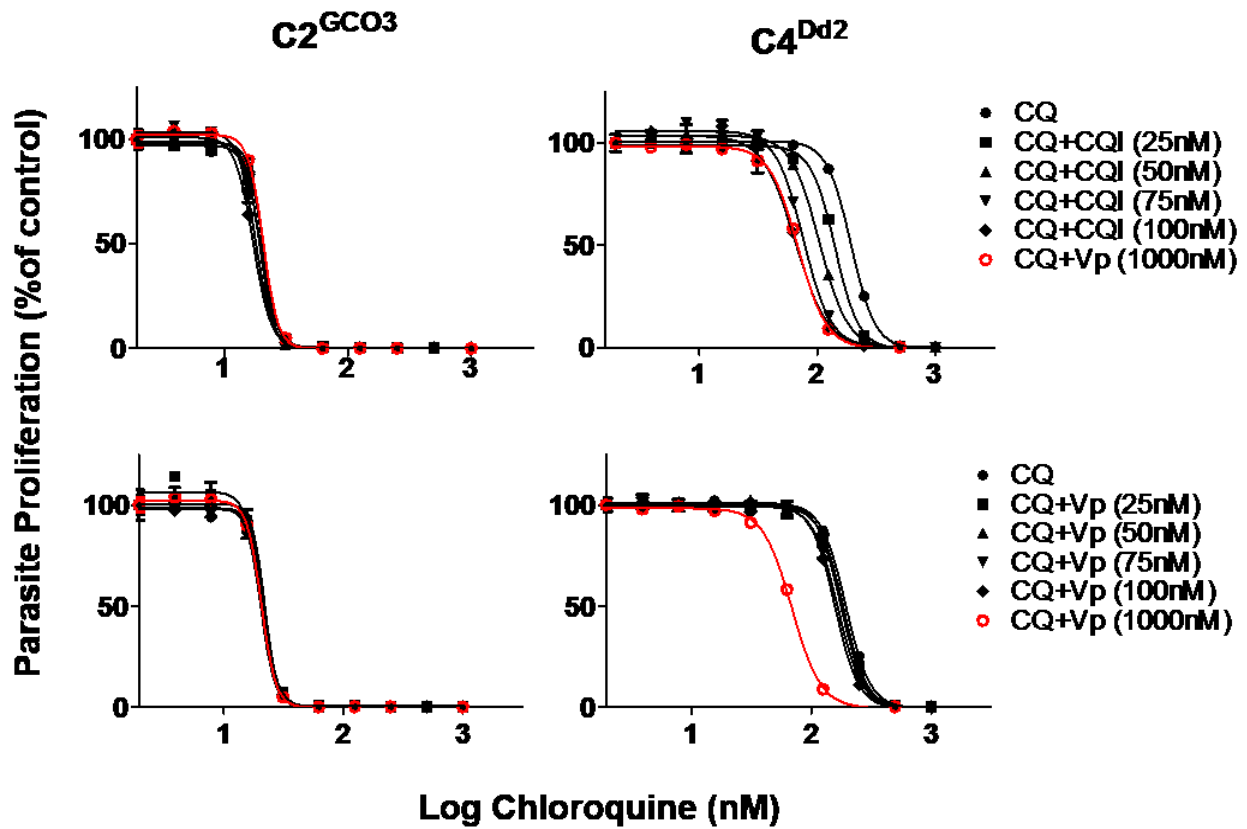 C2GCO3
C4Dd2
Parasite Proliferation (%of control)
100
50
0
1
2
3
100
50
0
1
2
3
CQ
CQ+CQI (25nM)
CQ+CQI (50nM)
CQ+CQI (75nM)
CQ+CQI (100nM)
CQ+Vp (1000nM)
100
50
0
1
2
3
100
50
0
1
2
3
CQ
CQ+Vp (25nM)
CQ+Vp (50nM)
CQ+Vp (75nM)
CQ+Vp (100nM)
CQ+Vp (1000nM)
Log Chloroquine (nM)